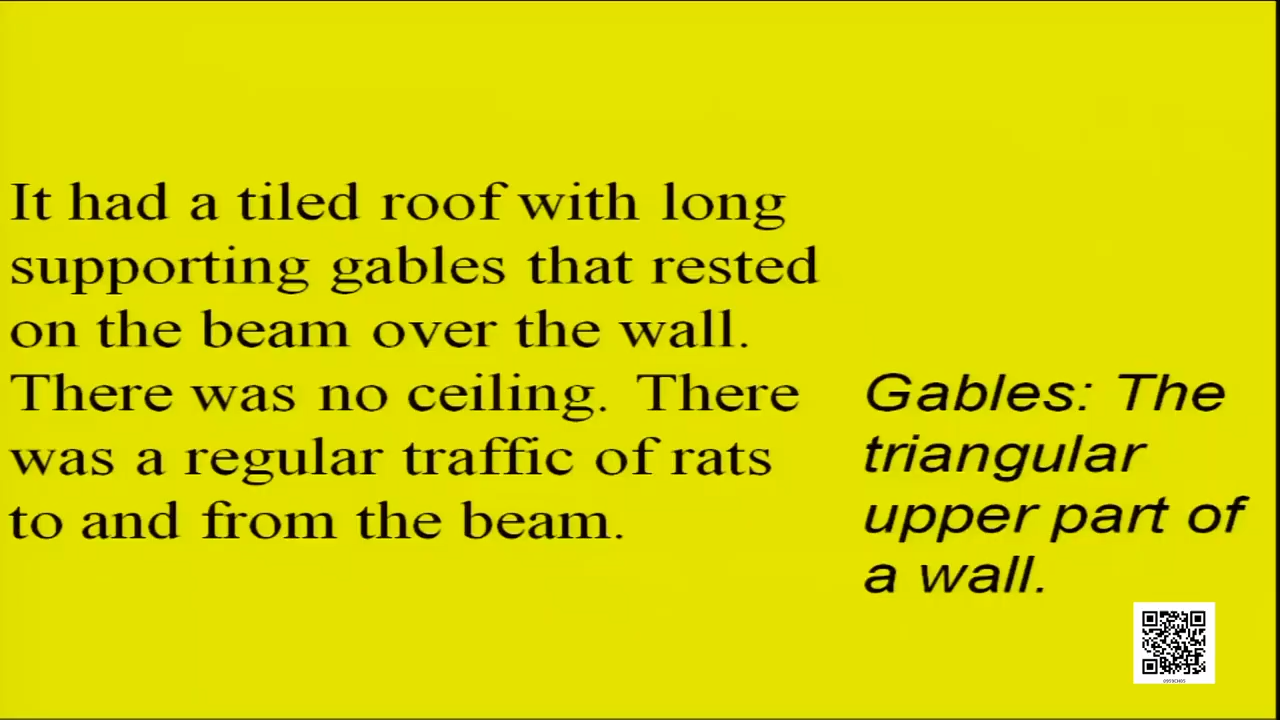 It had a tiled roof with long
supporting gables that rested
on the beam over the wall.
There was no ceiling. There
was a regular traffic of rats
to and from the beam.
Gables: The
triangular
upper part of
a wall.